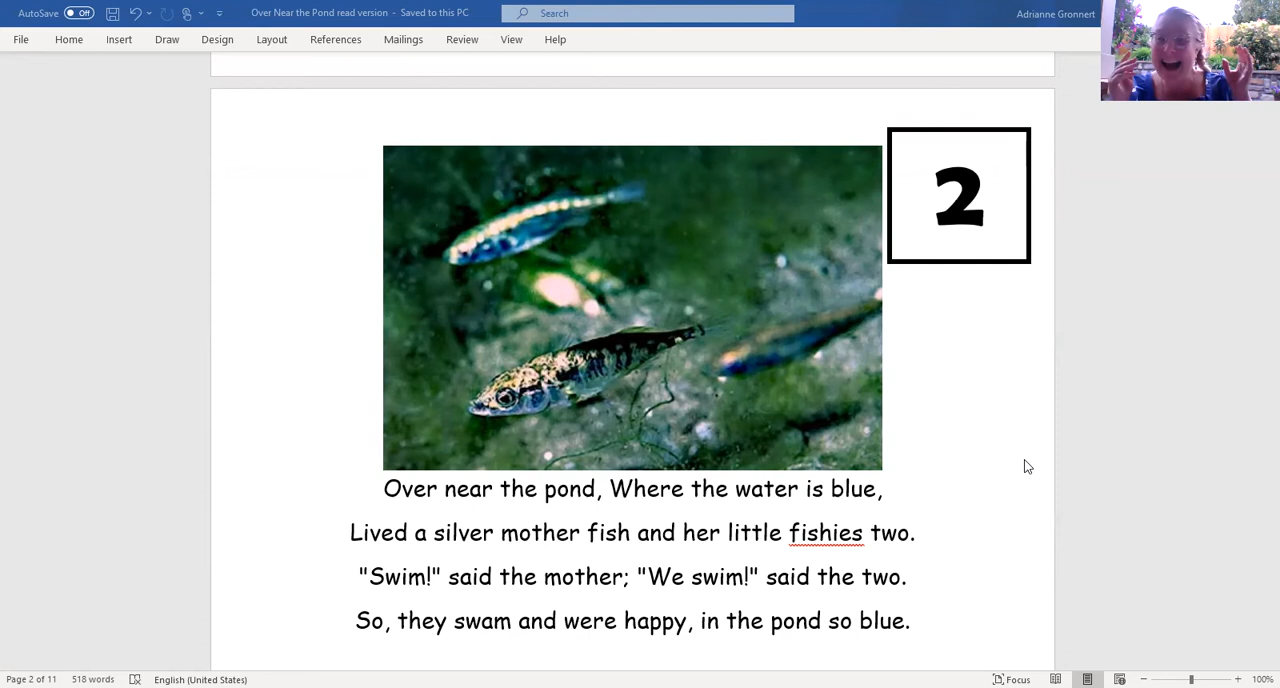 AutoSave Off Over Near the Pond read version - Saved to this PC Search Adrianne Gronnert
File Home Insert Draw Design Layout References Mailings Review View Help
2
Over near the pond, Where the water is blue,
Lived a silver mother fish and her little fishies two.
"Swim!" said the mother; "We swim!" said the two.
So, they swam and were happy, in the pond so blue.
Page 2 of 11 518 words English (United States) Focus 100%